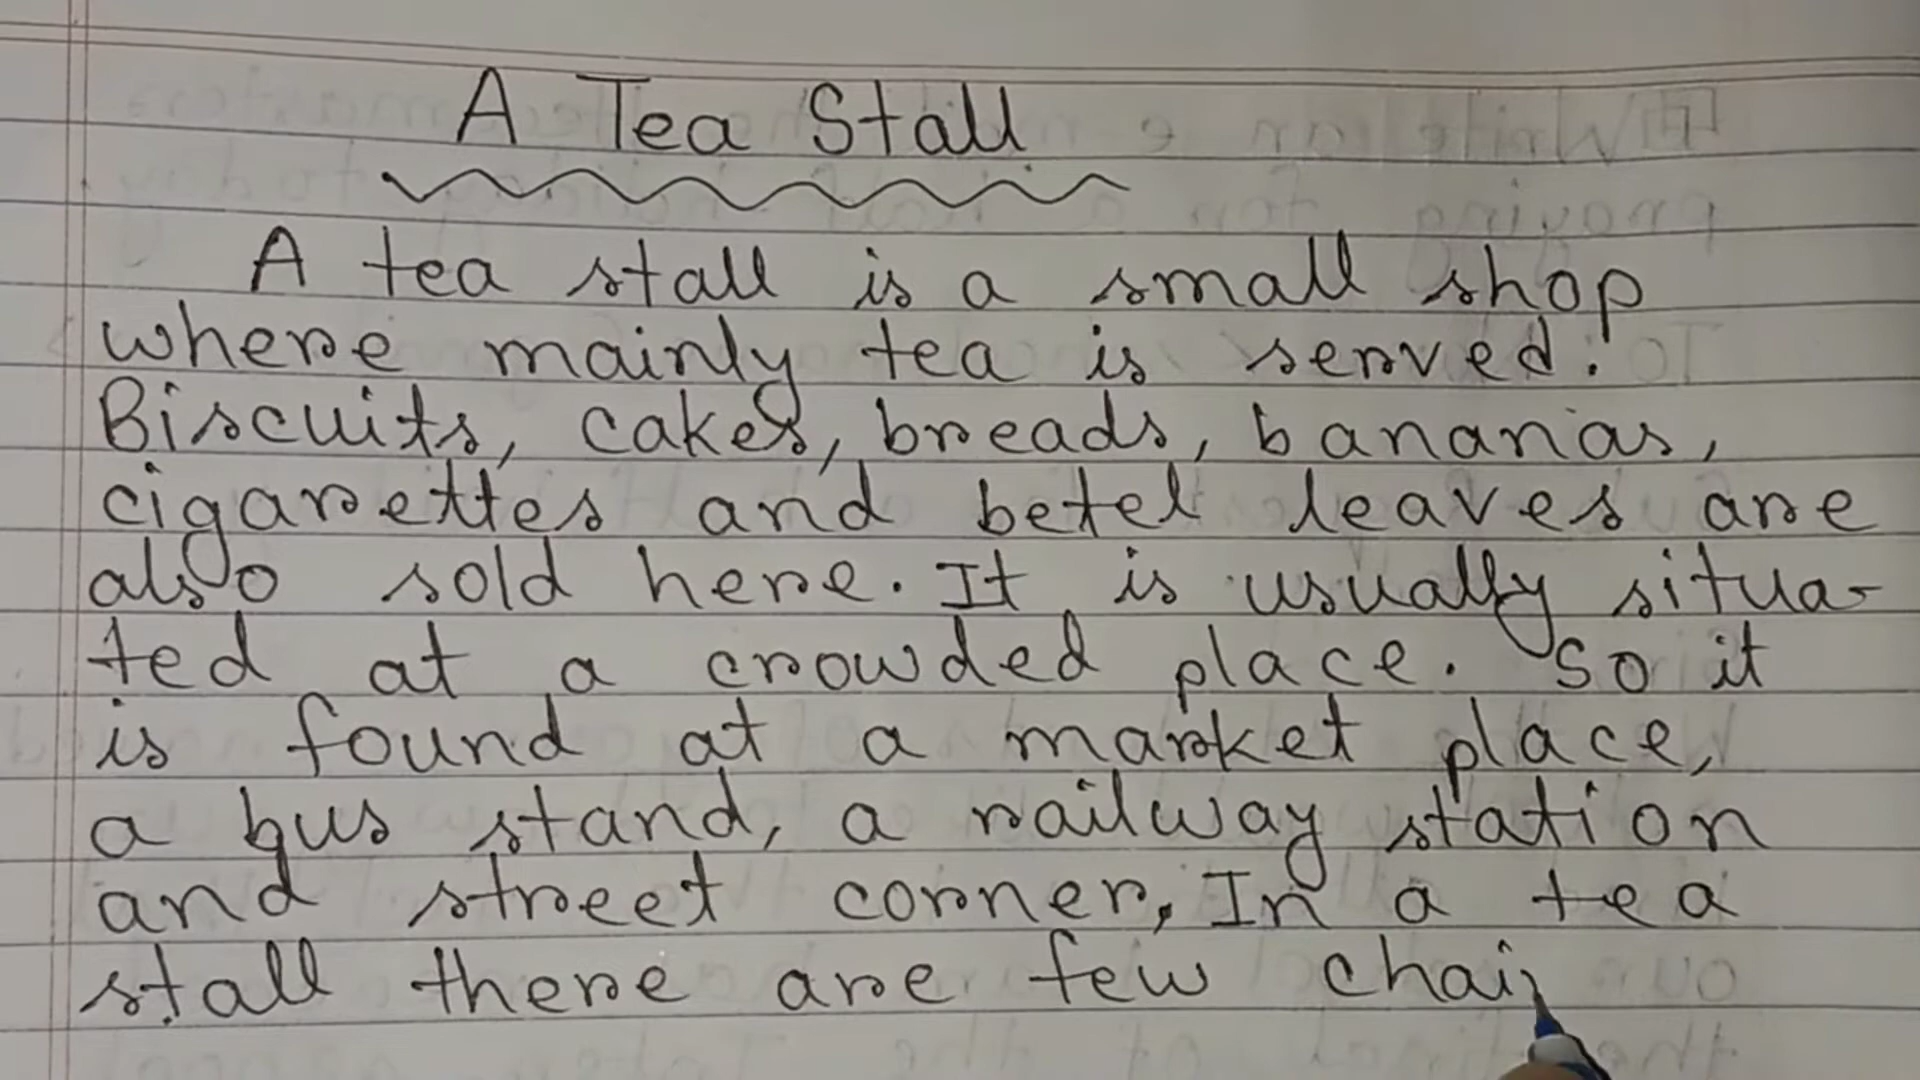 A Tea Stall
A tea stall is a small shop
where mainly tea is served.
Biscuits, cakes, breads, bananas,
cigarettes and betel leaves are
also sold here. It is usually situa-
ted at a crowded place. So it
is found at a market place,
a bus stand, a railway station
and street corner. In a tea
stall there are few chai